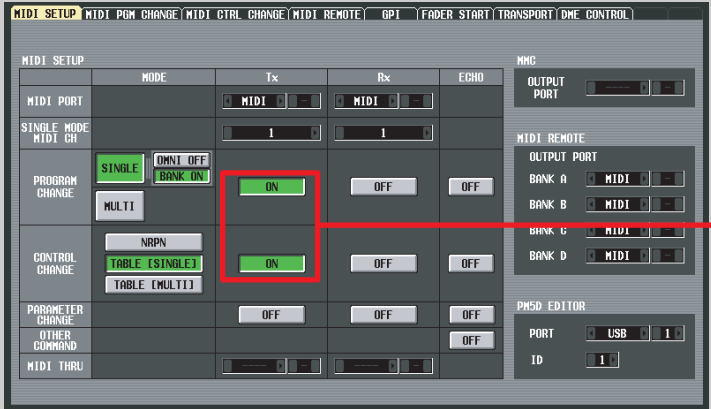 MIDI SETUP MIDI PGM CHANGE MIDI CTRL CHANGE MIDI REMOTE GPI FADER START TRANSPORT DME CONTROL
MIDI SETUP
MODE Tx Rx ECHO
MIDI PORT MIDI - MIDI -
SINGLE MODE
MIDI CH 1 1
PROGRAM
CHANGE
SINGLE
OMNI OFF
BANK ON
MULTI
ON OFF OFF
CONTROL
CHANGE
NRPN
TABLE [SINGLE]
TABLE [MULTI]
ON OFF OFF
PARAMETER
CHANGE OFF OFF OFF
OTHER
COMMAND OFF
MIDI THRU ---- - ---- -
MMC
OUTPUT
PORT ---- -
MIDI REMOTE
OUTPUT PORT
BANK A MIDI -
BANK B MIDI -
BANK C MIDI -
BANK D MIDI -
PM5D EDITOR
PORT USB 1
ID 1